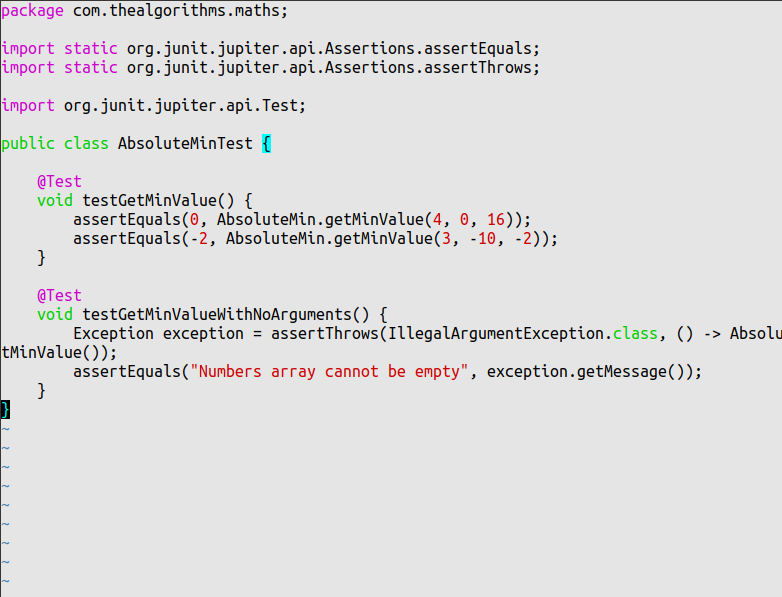 package com.thealgorithms.maths;
import static org.junit.jupiter.api.Assertions.assertEquals;
import static org.junit.jupiter.api.Assertions.assertThrows;
import org.junit.jupiter.api.Test;
public class AbsoluteMinTest {
    @Test
    void testGetMinValue() {
        assertEquals(0, AbsoluteMin.getMinValue(4, 0, 16));
        assertEquals(-2, AbsoluteMin.getMinValue(3, -10, -2));
    }
    @Test
    void testGetMinValueWithNoArguments() {
        Exception exception = assertThrows(IllegalArgumentException.class, () -> Absolu
tMinValue());
        assertEquals("Numbers array cannot be empty", exception.getMessage());
    }
}
~
~
~
~
~
~
~
~
~